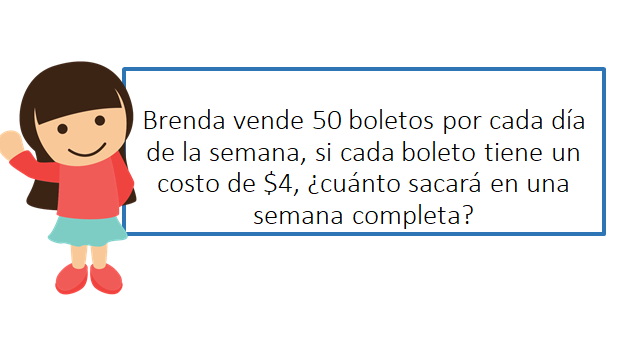 Brenda vende 50 boletos por cada día
de la semana, si cada boleto tiene un
costo de $4, ¿cuánto sacará en una
semana completa?